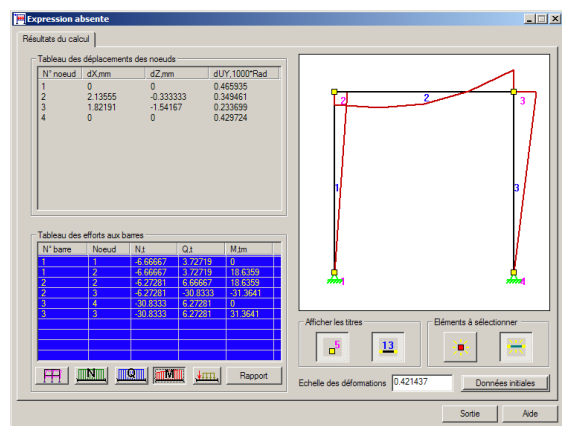 Expression absente
Résultats du calcul
Tableau des déplacements des noeuds
N° noeud dX,mm dZ,mm dUY,1000*Rad
1 0 0 0.465935
2 2.13555 -0.333333 0.349461
3 1.82191 -1.54167 0.233699
4 0 0 0.429724
Tableau des efforts aux barres
N° barre Noeud N,t Q,t M,tm
1 1 -6.66667 3.72719 0
1 2 -6.66667 3.72719 18.6359
2 2 -6.27281 6.66667 18.6359
2 3 -6.27281 -30.8333 -31.3641
3 4 -30.8333 6.27281 0
3 3 -30.8333 6.27281 31.3641
N Q M Rapport
2 2 3
1 3
1 4
Afficher les titres
5 13
Eléments à sélectionner
Echelle des déformations 0.421437 Données initiales
Sortie Aide